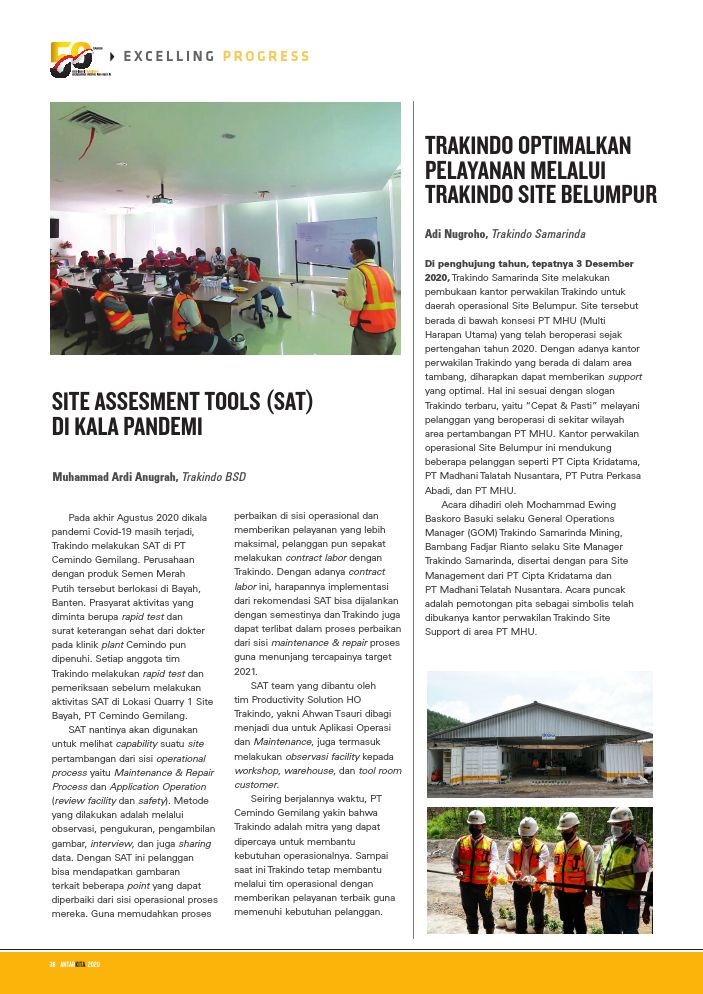 50
TAHUN
EXCELLING PROGRESS
SITE ASSESMENT TOOLS (SAT)
DI KALA PANDEMI
Muhammad Ardi Anugrah, Trakindo BSD
Pada akhir Agustus 2020 dikala
pandemi Covid-19 masih terjadi,
Trakindo melakukan SAT di PT
Cemindo Gemilang. Perusahaan
dengan produk Semen Merah
Putih tersebut berlokasi di Bayah,
Banten. Prasyarat aktivitas yang
diminta berupa rapid test dan
surat keterangan sehat dari dokter
pada klinik plant Cemindo pun
dipenuhi. Setiap anggota tim
Trakindo melakukan rapid test dan
pemeriksaan sebelum melakukan
aktivitas SAT di Lokasi Quarry 1 Site
Bayah, PT Cemindo Gemilang.
SAT nantinya akan digunakan
untuk melihat capability suatu site
pertambangan dari sisi operasional
process yaitu Maintenance & Repair
Process dan Application Operation
(review facility dan safety). Metode
yang dilakukan adalah melalui
observasi, pengukuran, pengambilan
gambar, interview, dan juga sharing
data. Dengan SAT ini pelanggan
bisa mendapatkan gambaran
terkait beberapa point yang dapat
diperbaiki dari sisi operasional proses
mereka. Guna memudahkan proses
perbaikan di sisi operasional dan
memberikan pelayanan yang lebih
maksimal, pelanggan pun sepakat
melakukan contract labor dengan
Trakindo. Dengan adanya contract
labor ini, harapannya implementasi
dari rekomendasi SAT bisa dijalankan
dengan semestinya dan Trakindo juga
dapat terlibat dalam proses perbaikan
dari sisi maintenance & repair proses
guna menunjang tercapainya target
2021.
SAT team yang dibantu oleh
tim Productivity Solution HO
Trakindo, yakni Ahwan Tsauri dibagi
menjadi dua untuk Aplikasi Operasi
dan Maintenance, juga termasuk
melakukan observasi facility kepada
workshop, warehouse, dan tool room
customer.
Seiring berjalannya waktu, PT
Cemindo Gemilang yakin bahwa
Trakindo adalah mitra yang dapat
dipercaya untuk membantu
kebutuhan operasionalnya. Sampai
saat ini Trakindo tetap membantu
melalui tim operasional dengan
memberikan pelayanan terbaik guna
memenuhi kebutuhan pelanggan.
TRAKINDO OPTIMALKAN
PELAYANAN MELALUI
TRAKINDO SITE BELUMPUR
Adi Nugroho, Trakindo Samarinda
Di penghujung tahun, tepatnya 3 Desember
2020, Trakindo Samarinda Site melakukan
pembukaan kantor perwakilan Trakindo untuk
daerah operasional Site Belumpur. Site tersebut
berada di bawah konsesi PT MHU (Multi
Harapan Utama) yang telah beroperasi sejak
pertengahan tahun 2020. Dengan adanya kantor
perwakilan Trakindo yang berada di dalam area
tambang, diharapkan dapat memberikan support
yang optimal. Hal ini sesuai dengan slogan
Trakindo terbaru, yaitu “Cepat & Pasti” melayani
pelanggan yang beroperasi di sekitar wilayah
area pertambangan PT MHU. Kantor perwakilan
operasional Site Belumpur ini mendukung
beberapa pelanggan seperti PT Cipta Kridatama,
PT Madhani Talatah Nusantara, PT Putra Perkasa
Abadi, dan PT MHU.
Acara dihadiri oleh Mochammad Ewing
Baskoro Basuki selaku General Operations
Manager (GOM) Trakindo Samarinda Mining,
Bambang Fadjar Rianto selaku Site Manager
Trakindo Samarinda, disertai dengan para Site
Management dari PT Cipta Kridatama dan
PT Madhani Telatah Nusantara. Acara puncak
adalah pemotongan pita sebagai simbolis telah
dibukanya kantor perwakilan Trakindo Site
Support di area PT MHU.
38 ANTARKITA 2020